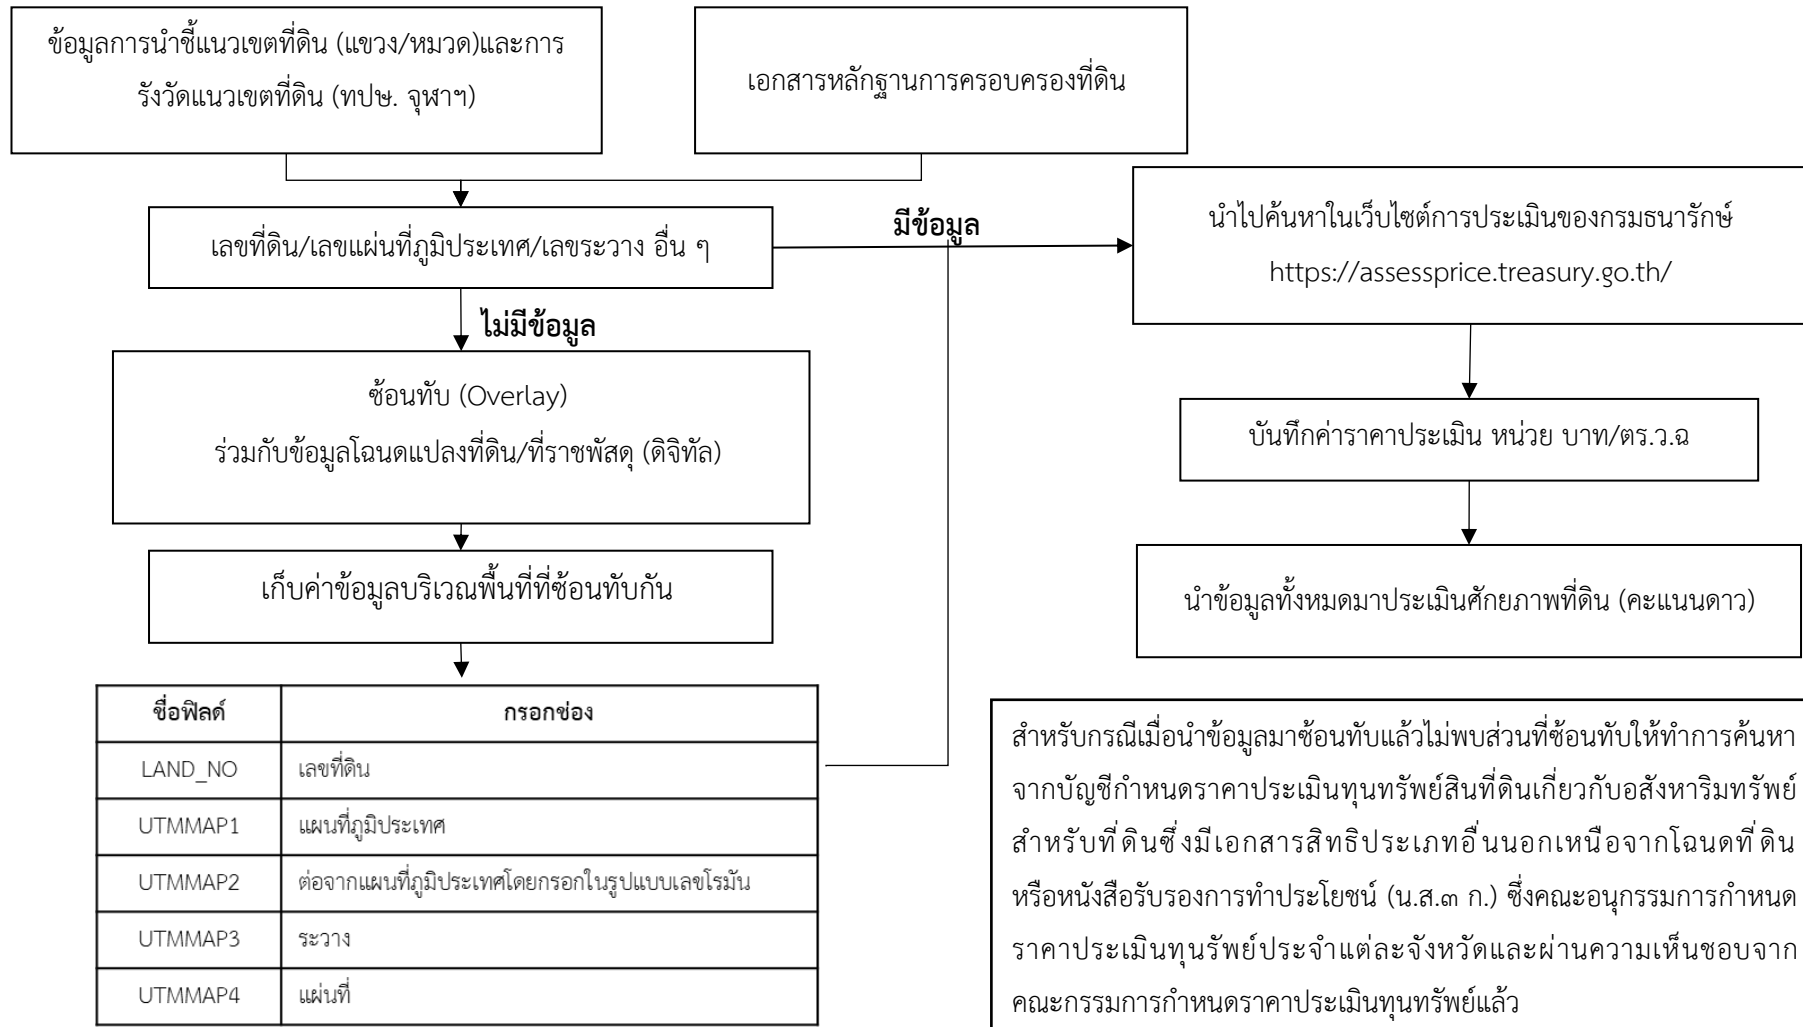 ข้อมูลการนำชี้แนวเขตที่ดิน (แขวง/หมวด)และการ
รังวัดแนวเขตที่ดิน (ทปษ. จุฬาฯ)
เอกสารหลักฐานการครอบครองที่ดิน
เลขที่ดิน/เลขแผ่นที่ภูมิประเทศ/เลขระวาง อื่น ๆ
มีข้อมูล
นำไปค้นหาในเว็บไซต์การประเมินของกรมธนารักษ์
https://assessprice.treasury.go.th/
ไม่มีข้อมูล
ซ้อนทับ (Overlay)
ร่วมกับข้อมูลโฉนดแปลงที่ดิน/ที่ราชพัสดุ (ดิจิทัล)
บันทึกค่าราคาประเมิน หน่วย บาท/ตร.ว.ฉ
เก็บค่าข้อมูลบริเวณพื้นที่ที่ซ้อนทับกัน
นำข้อมูลทั้งหมดมาประเมินศักยภาพที่ดิน (คะแนนดาว)
ชื่อฟิลด์ กรอกช่อง
LAND_NO เลขที่ดิน
UTMMAP1 แผนที่ภูมิประเทศ
UTMMAP2 ต่อจากแผนที่ภูมิประเทศโดยกรอกในรูปแบบเลขโรมัน
UTMMAP3 ระวาง
UTMMAP4 แผ่นที่
สำหรับกรณีเมื่อนำข้อมูลมาซ้อนทับแล้วไม่พบส่วนที่ซ้อนทับให้ทำการค้นหา
จากบัญชีกำหนดราคาประเมินทุนทรัพย์สินที่ดินเกี่ยวกับอสังหาริมทรัพย์
สำหรับที่ดินซึ่งมีเอกสารสิทธิประเภทอื่นนอกเหนือจากโฉนดที่ดิน
หรือหนังสือรับรองการทำประโยชน์ (น.ส.๓ ก.) ซึ่งคณะอนุกรรมการกำหนด
ราคาประเมินทุนรัพย์ประจำแต่ละจังหวัดและผ่านความเห็นชอบจาก
คณะกรรมการกำหนดราคาประเมินทุนทรัพย์แล้ว